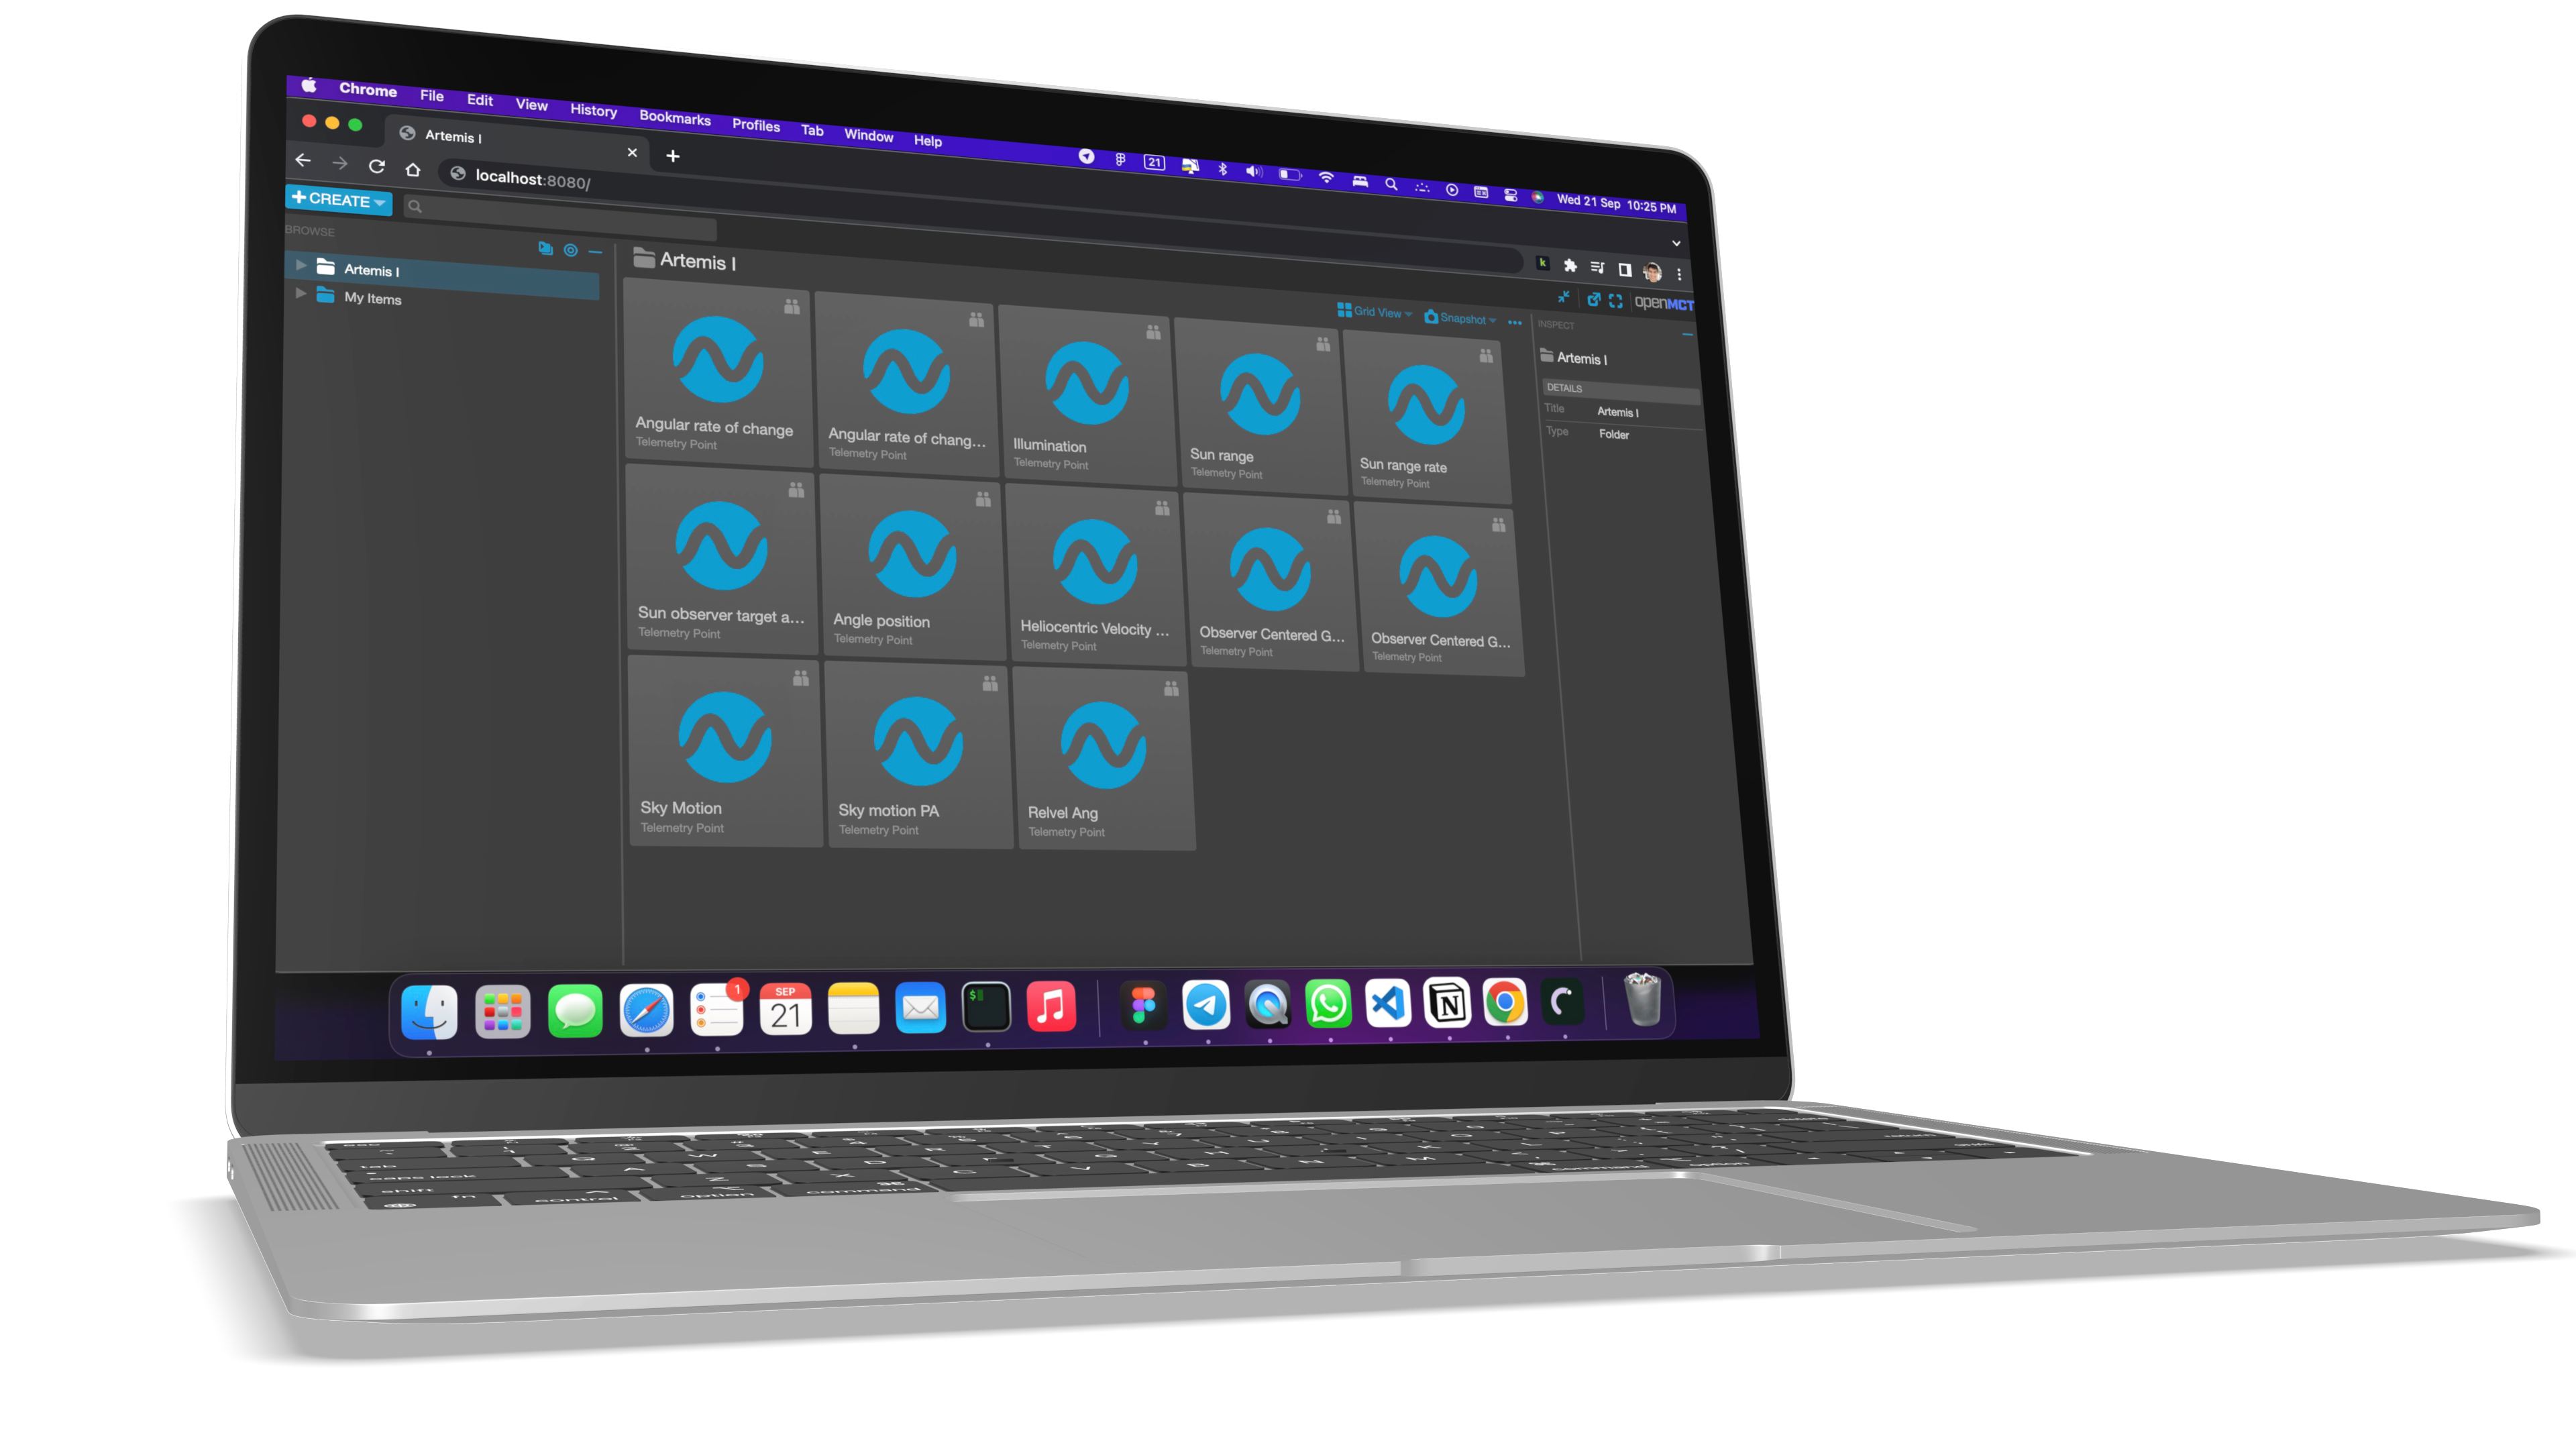 Chrome File Edit View History Bookmarks Profiles Tab Window Help
21
Wed 21 Sep 10:25 PM
Artemis I
localhost:8080/
k
CREATE
BROWSE
Artemis I
My Items
Artemis I
Grid View Snapshot
openMCT
Angular rate of change
Telemetry Point
Angular rate of chang...
Telemetry Point
Illumination
Telemetry Point
Sun range
Telemetry Point
Sun range rate
Telemetry Point
Sun observer target a...
Telemetry Point
Angle position
Telemetry Point
Heliocentric Velocity ...
Telemetry Point
Observer Centered G...
Telemetry Point
Observer Centered G...
Telemetry Point
Sky Motion
Telemetry Point
Sky motion PA
Telemetry Point
Relvel Ang
Telemetry Point
INSPECT
Artemis I
DETAILS
Title Artemis I
Type Folder
1
SEP
21
$
N
esc
tab
caps lock
shift
fn control option command
command option